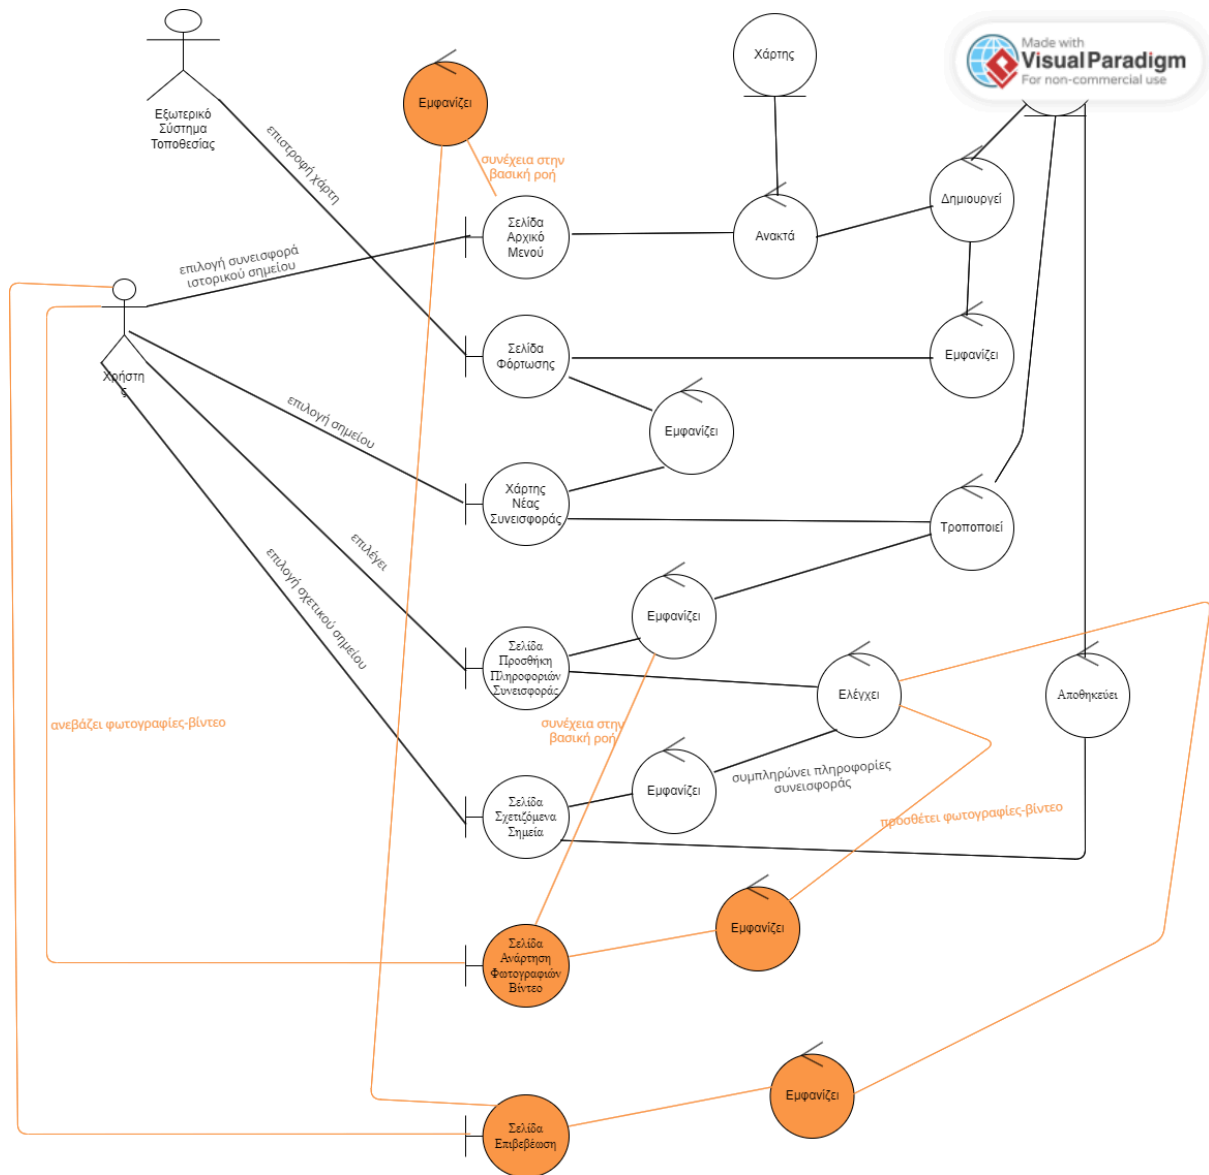 Χάρτης
Made with
Visual Paradigm
For non-commercial use
Εμφανίζει
Εξωτερικό
Σύστημα
Τοποθεσίας
επιστροφή χάρτη
συνέχεια στην
βασική ροή
Δημιουργεί
Σελίδα
Αρχικό
Μενού
Ανακτά
επιλογή συνεισφορά
ιστορικού σημείου
Σελίδα
Φόρτωσης
Εμφανίζει
Χρήστη
ς
επιλογή σημείου
Εμφανίζει
Χάρτης
Νέας
Συνεισφοράς
Τροποποιεί
επιλέγει
επιλογή σχετικού σημείου
Εμφανίζει
Σελίδα
Προσθήκη
Πληροφοριών
Συνεισφοράς
Ελέγχει
Αποθηκεύει
ανεβάζει φωτογραφίες-βίντεο
συνέχεια στην
βασική ροή
Εμφανίζει
συμπληρώνει πληροφορίες
συνεισφοράς
Σελίδα
Σχετιζόμενα
Σημεία
προσθέτει φωτογραφίες-βίντεο
Εμφανίζει
Σελίδα
Ανάρτηση
Φωτογραφιών
Βίντεο
Εμφανίζει
Σελίδα
Επιβεβέωση